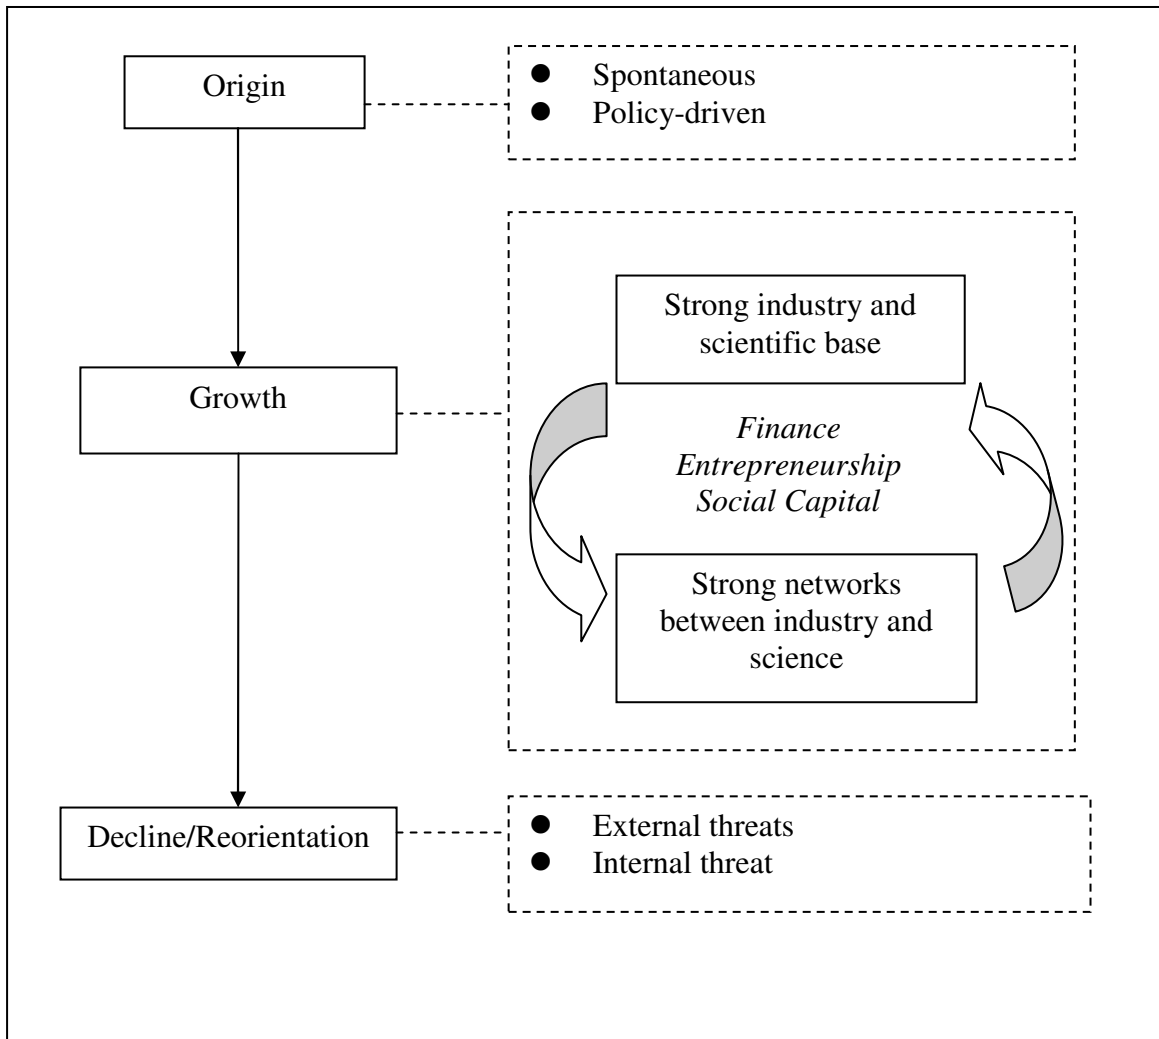 Origin
● Spontaneous
● Policy-driven
Growth
Strong industry and
scientific base
Finance
Entrepreneurship
Social Capital
Strong networks
between industry and
science
Decline/Reorientation
● External threats
● Internal threat